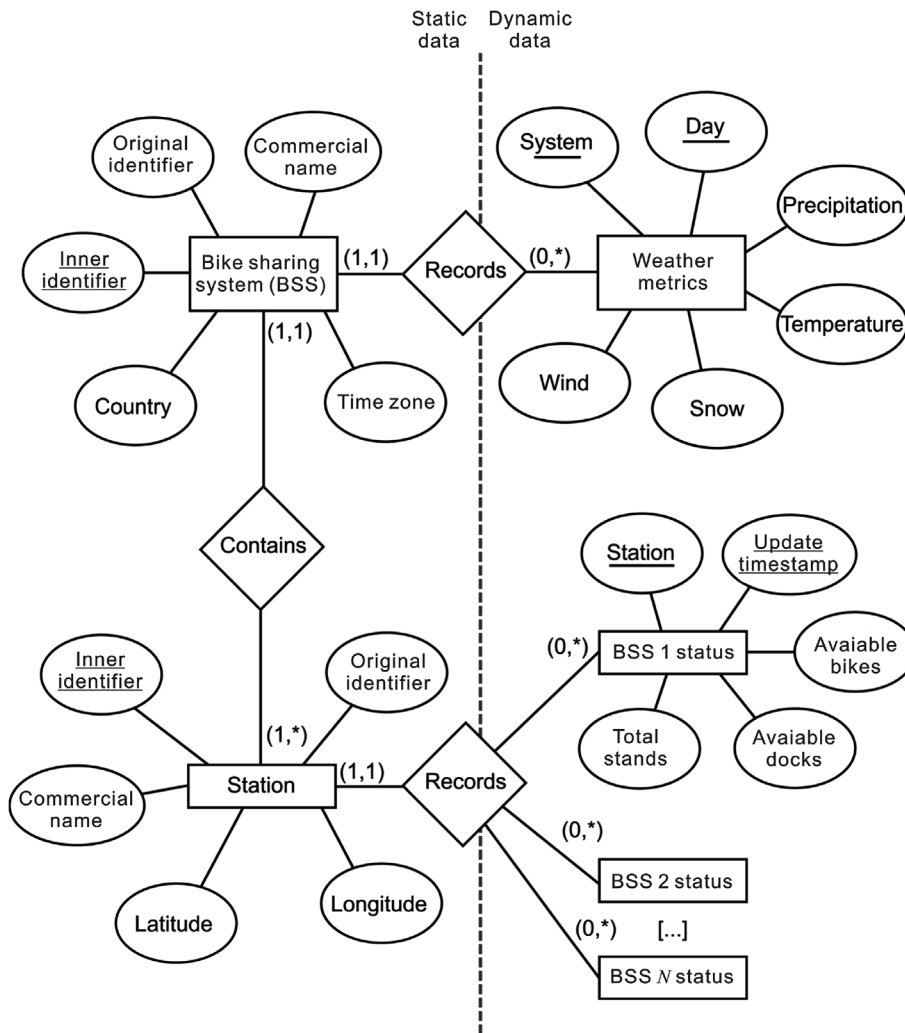 Static
data
Dynamic
data
Original
identifier
Commercial
name
System
Day
Precipitation
Inner
identifier
Bike sharing
system (BSS)
(1,1)
Records
(0,*)
Weather
metrics
(1,1)
Temperature
Country
Time zone
Wind
Snow
Contains
Station
Update
timestamp
Inner
identifier
Original
identifier
(0,*)
BSS 1 status
Avaiable
bikes
(1,*)
Total
stands
Avaiable
docks
Commercial
name
Station
(1,1)
Records
(0,*)
BSS 2 status
Latitude
Longitude
(0,*)
[...]
BSS N status